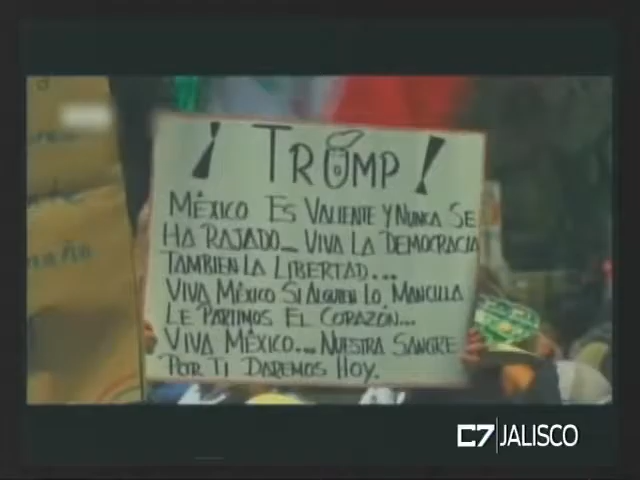 ¡ TRUMP !
MÉXICO ES VALIENTE Y NUNCA SE
HA RAJADO... VIVA LA DEMOCRACIA
TAMBIEN LA LIBERTAD...
VIVA MÉXICO SI ALGUIEN LO MANCILLA
LE PARTIMOS EL CORAZÓN...
VIVA MÉXICO... NUESTRA SANGRE
POR TI DAREMOS HOY.
C7 JALISCO